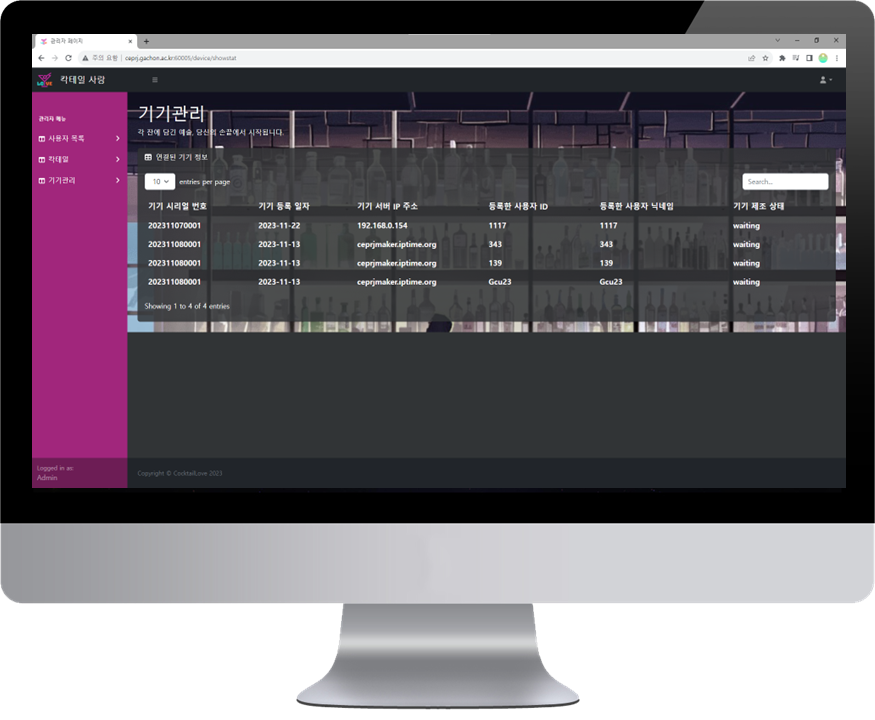 관리자 페이지
주의 요함 | ceprj.gachon.ac.kr:60005/device/showstat
LOVE 칵테일 사랑
관리자 메뉴
사용자 목록
칵테일
기기관리
기기관리
각 잔에 담긴 예술, 당신의 손끝에서 시작됩니다.
연결된 기기 정보
10 entries per page Search...
기기 시리얼 번호 기기 등록 일자 기기 서버 IP 주소 등록한 사용자 ID 등록한 사용자 닉네임 기기 제조 상태
202311070001 2023-11-22 192.168.0.154 1117 1117 waiting
202311080001 2023-11-13 ceprjmaker.iptime.org 343 343 waiting
202311080001 2023-11-13 ceprjmaker.iptime.org 139 139 waiting
202311080001 2023-11-13 ceprjmaker.iptime.org Gcu23 Gcu23 waiting
Showing 1 to 4 of 4 entries
Logged in as:
Admin
Copyright © CocktailLove 2023